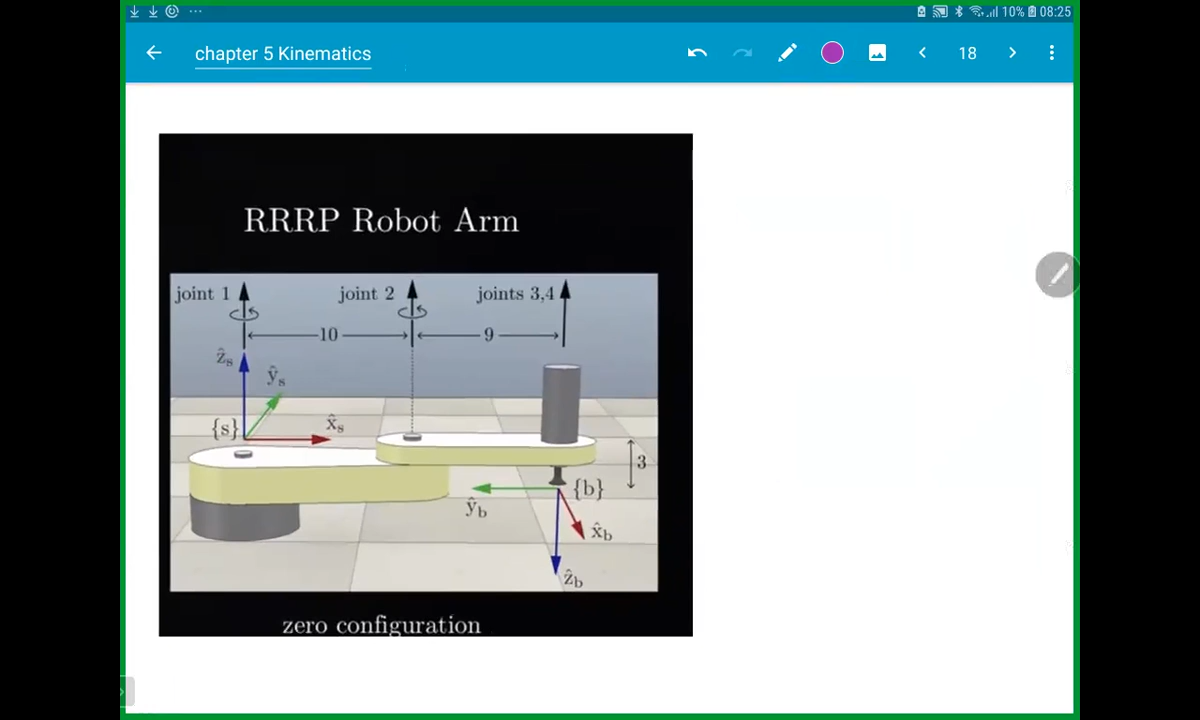 10% 08:25
chapter 5 Kinematics
18
RRRP Robot Arm
joint 1 joint 2 joints 3,4
10 9
ẑs
ŷs
{s} x̂s
3
{b}
ŷb
x̂b
ẑb
zero configuration